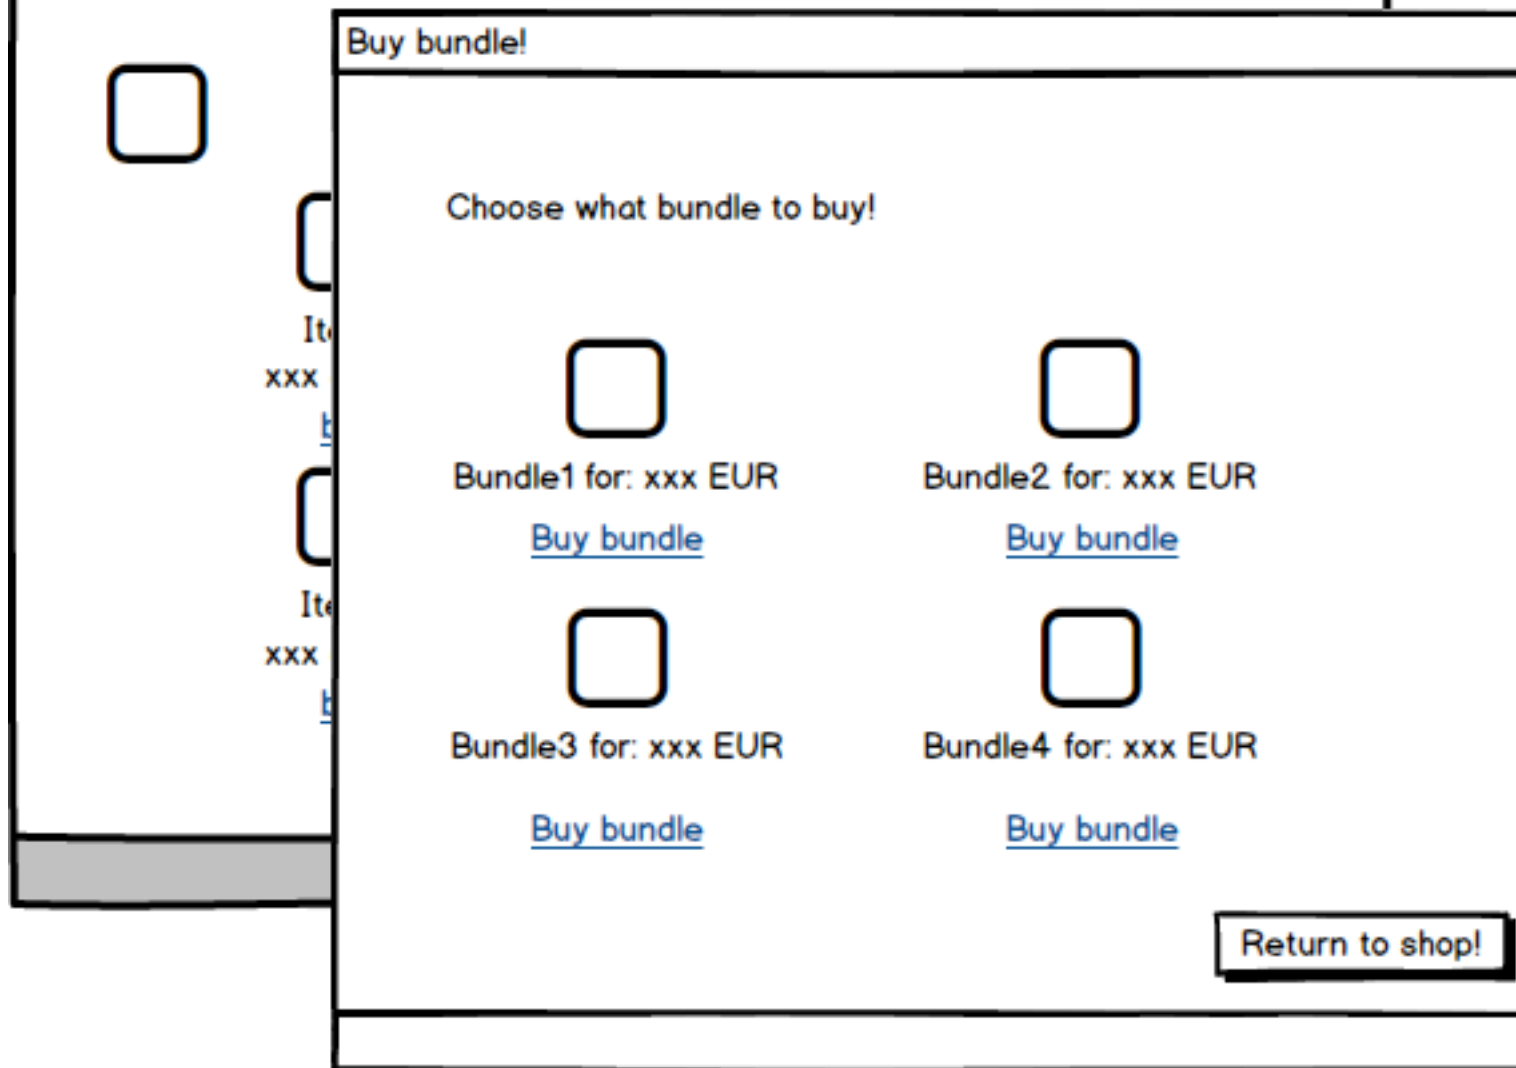 Buy bundle!
Choose what bundle to buy!
xxx
Bundle1 for: xxx EUR
Bundle2 for: xxx EUR
Buy bundle
Buy bundle
xxx
Bundle3 for: xxx EUR
Bundle4 for: xxx EUR
Buy bundle
Buy bundle
Return to shop!